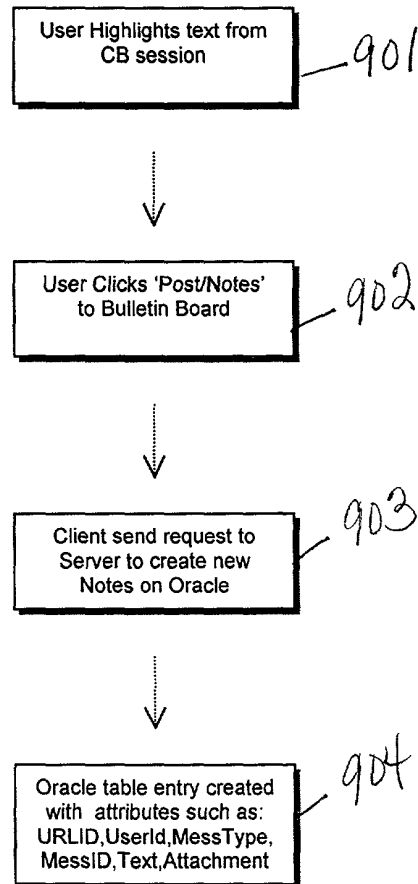 User Highlights text from
CB session
901
User Clicks 'Post/Notes'
to Bulletin Board
902
Client send request to
Server to create new
Notes on Oracle
903
Oracle table entry created
with attributes such as:
URLID,UserId,MessType,
MessID,Text,Attachment
904